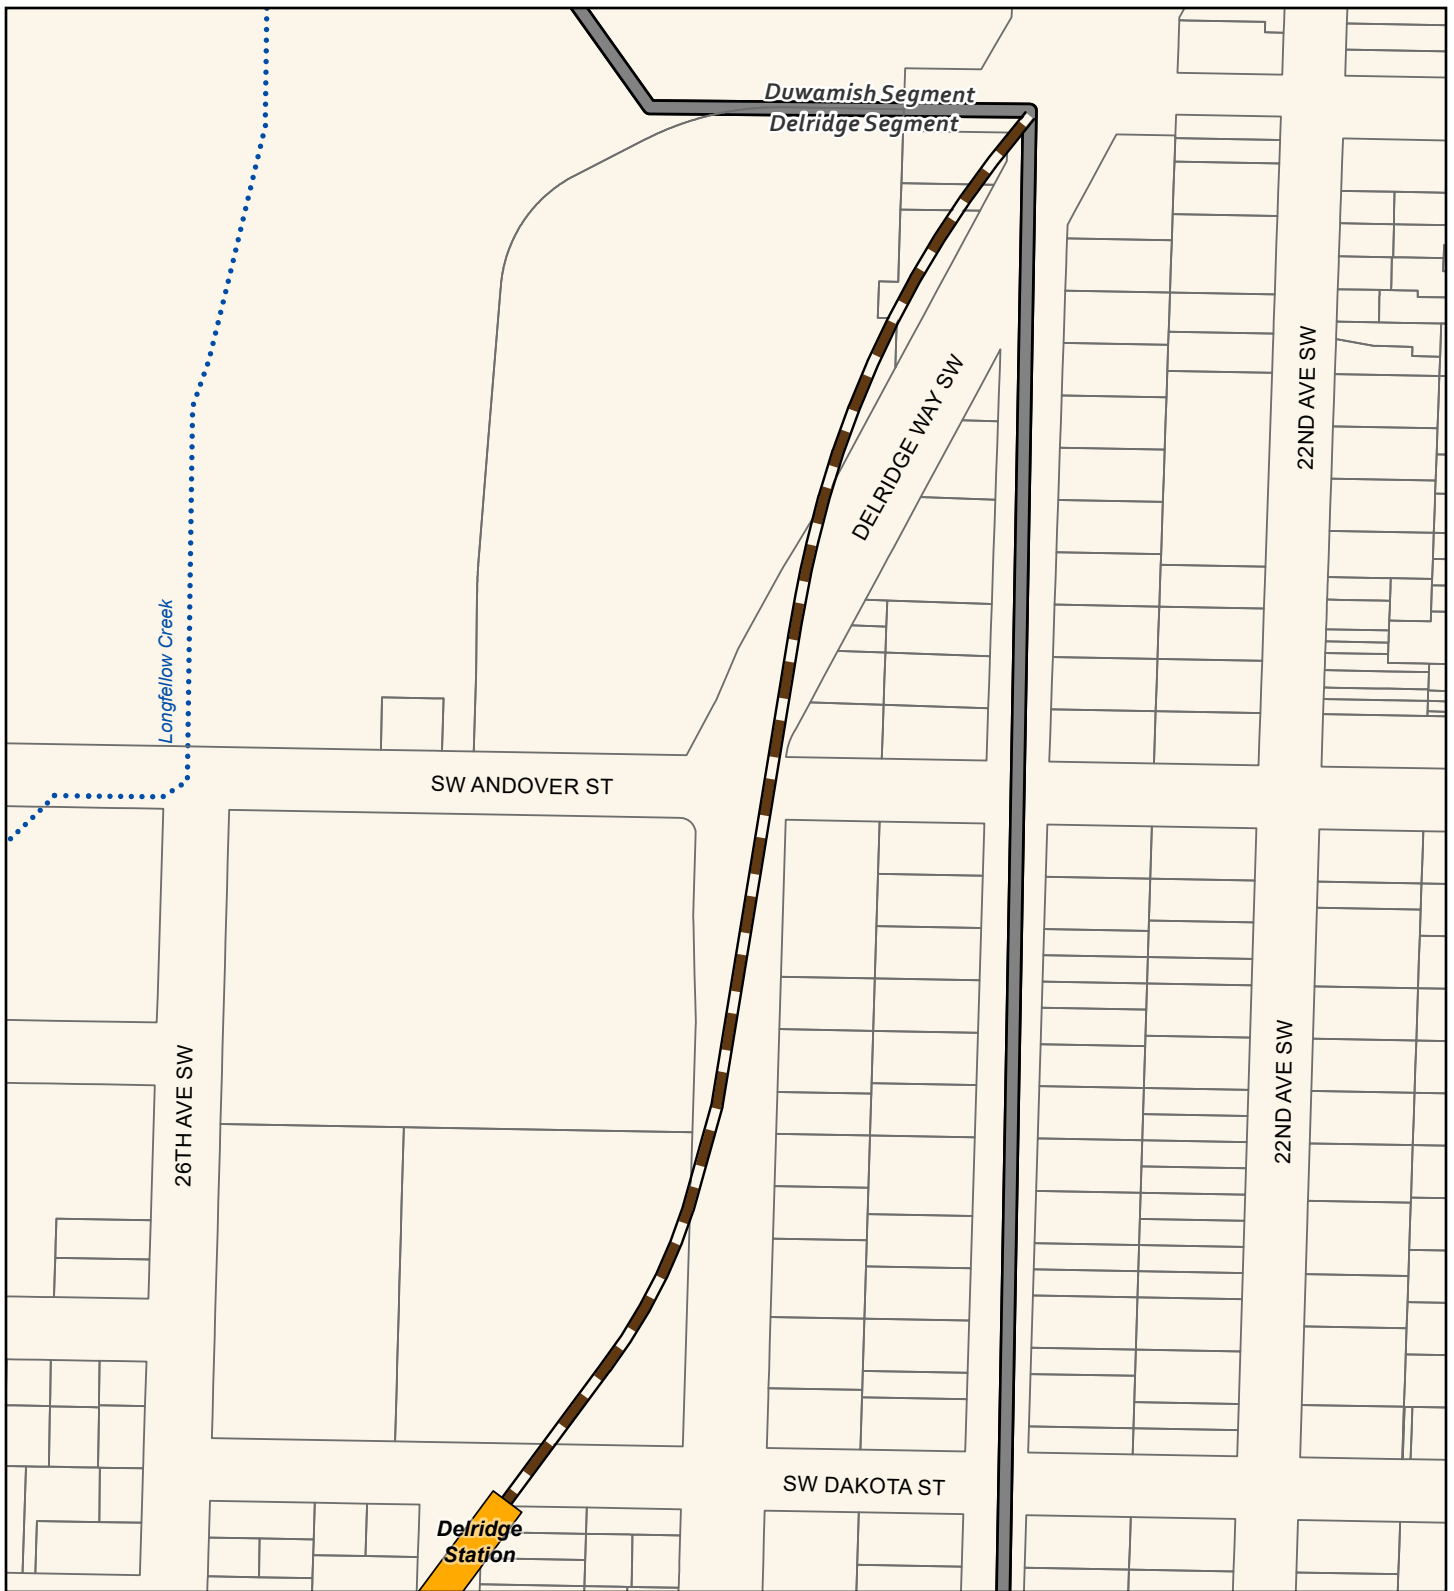 Duwamish Segment
Delridge Segment
22ND AVE SW
DELRIDGE WAY SW
Longfellow Creek
SW ANDOVER ST
26TH AVE SW
22ND AVE SW
SW DAKOTA ST
Delridge
Station